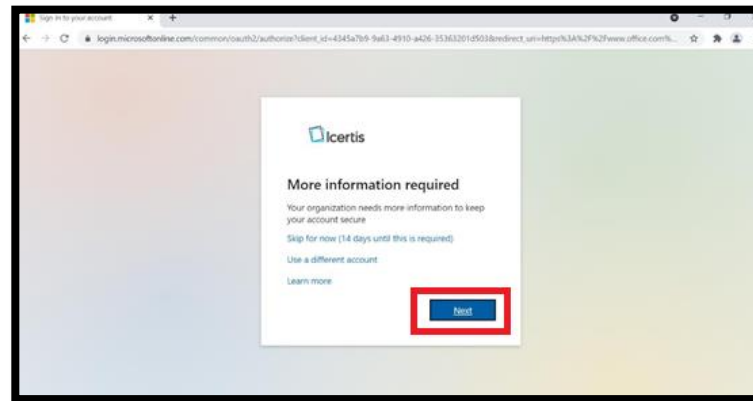 Sign in to your account
login.microsoftonline.com/common/oauth2/authorize?client_id=4345a7b9-9a63-4910-a426-35363201d503&redirect_uri=https%3A%2F%2Fwww.office.com%...
Icertis
More information required
Your organization needs more information to keep
your account secure
Skip for now (14 days until this is required)
Use a different account
Learn more
Next